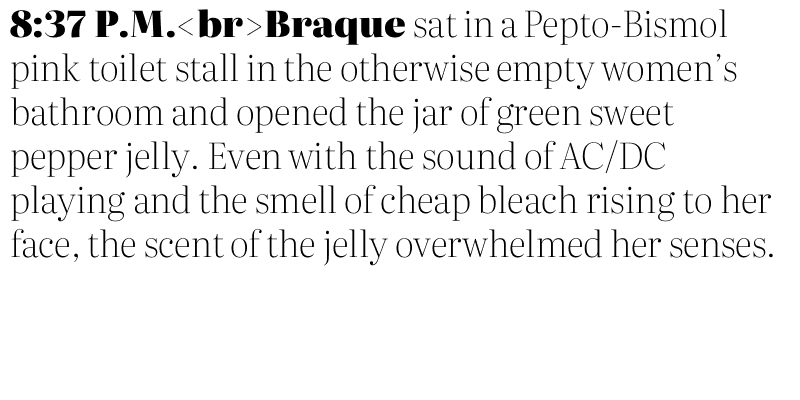 8:37 P.M.<br>Braque sat in a Pepto-Bismol
pink toilet stall in the otherwise empty women’s
bathroom and opened the jar of green sweet
pepper jelly. Even with the sound of AC/DC
playing and the smell of cheap bleach rising to her
face, the scent of the jelly overwhelmed her senses.